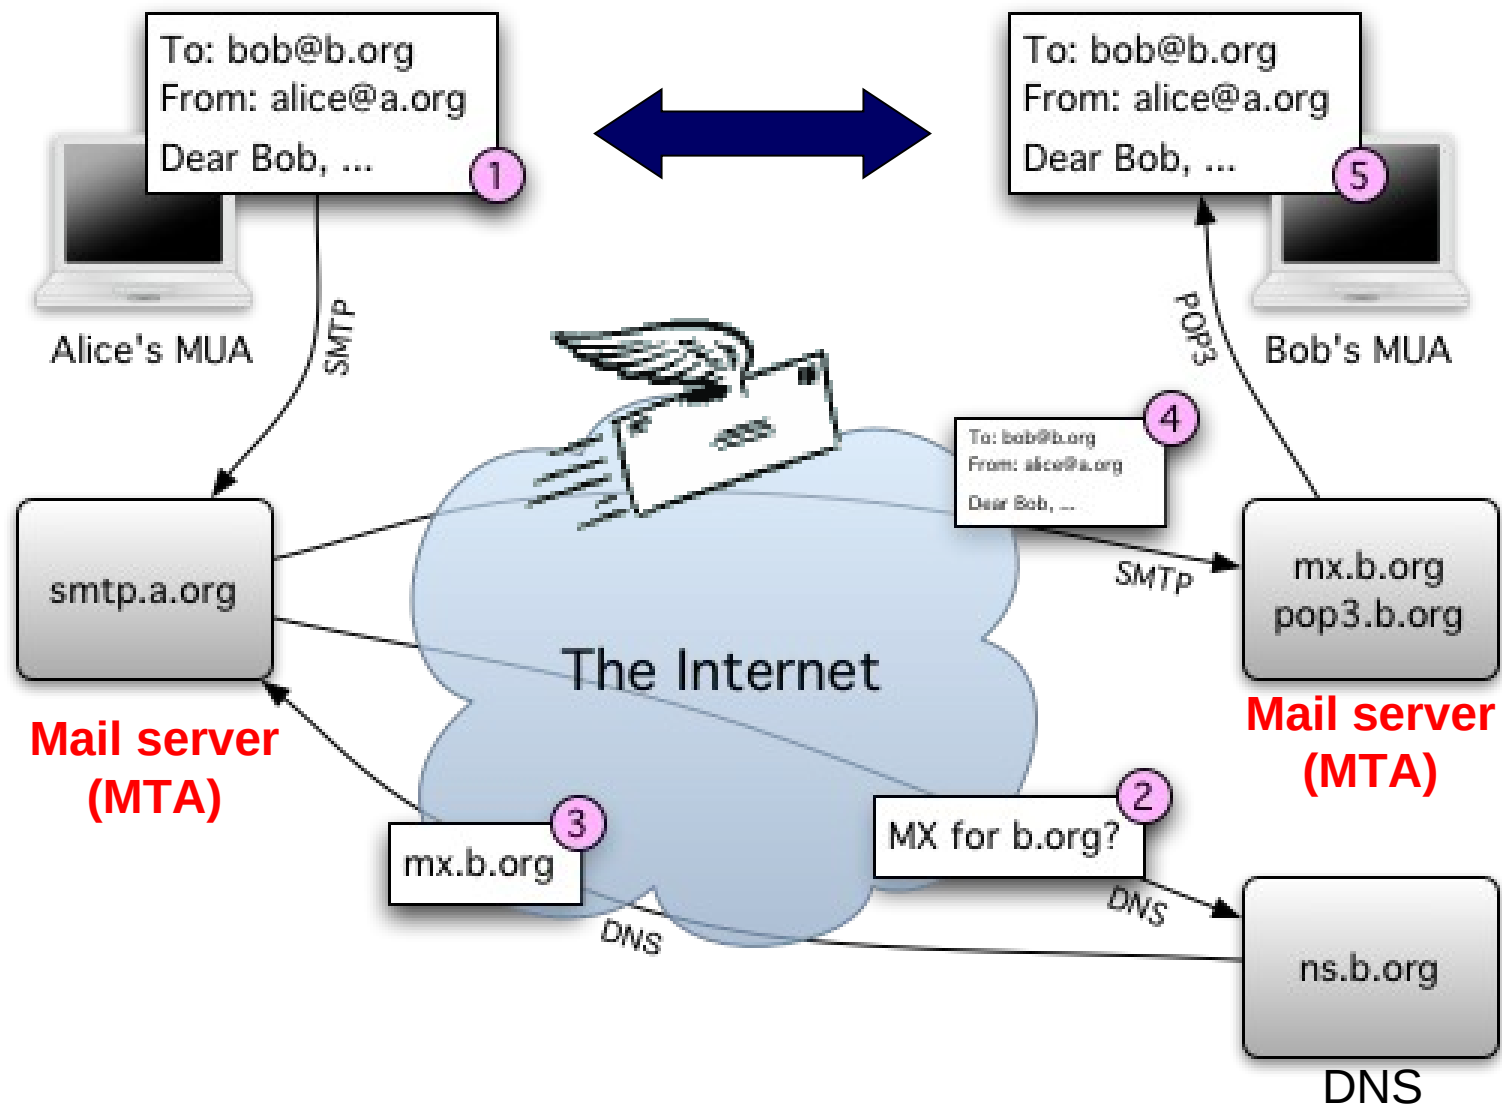 To: bob@b.org
From: alice@a.org
Dear Bob, ...
1
To: bob@b.org
From: alice@a.org
Dear Bob, ...
5
Alice's MUA
SMTP
POP3
Bob's MUA
4
To: bob@b.org
From: alice@a.org
Dear Bob, ...
SMTP
smtp.a.org
mx.b.org
pop3.b.org
The Internet
Mail server
(MTA)
Mail server
(MTA)
3
mx.b.org
DNS
2
MX for b.org?
DNS
ns.b.org
DNS